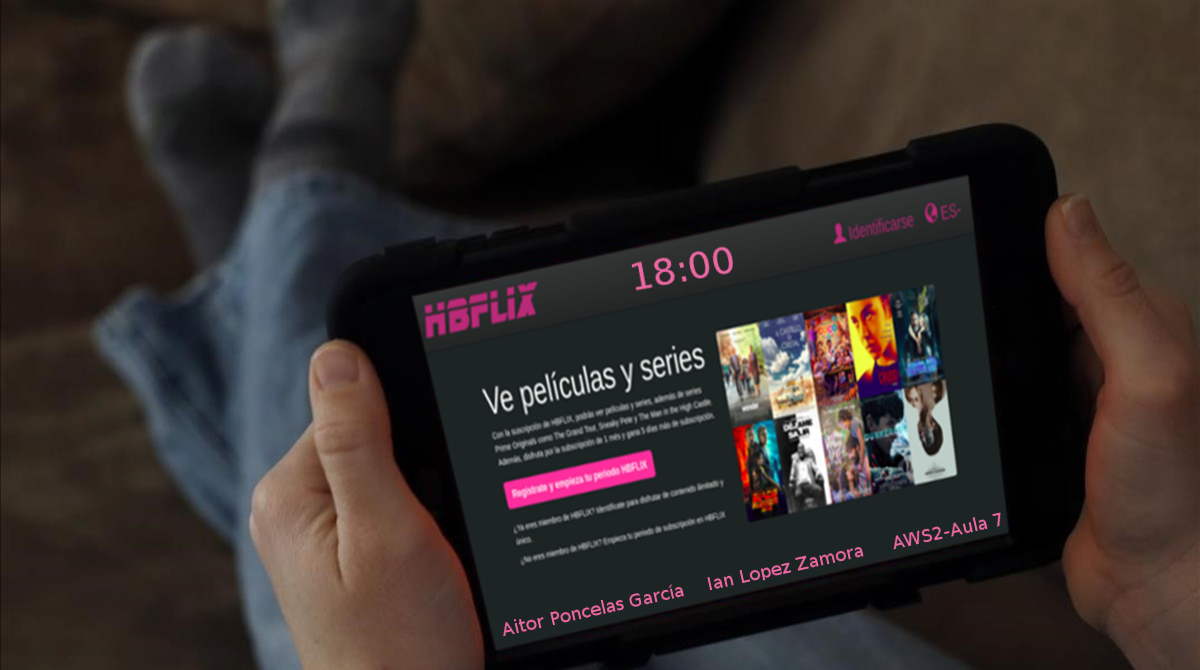 HBFLIX
18:00
Identificarse
ES
Ve películas y series
Con la suscripción de HBFLIX, podrás ver películas y series, además de series
Prime Originals como The Grand Tour, Sneaky Pete y The Man in the High Castle.
Además, disfruta por la subscripción de 1 mes y gana 5 días más de subscripción.
Regístrate y empieza tu periodo HBFLIX
¿Ya eres miembro de HBFLIX? Identifícate para disfrutar de contenido ilimitado y
único.
¿No eres miembro de HBFLIX? Empieza tu periodo de subscripción en HBFLIX
wonder
Aitor Poncelas García
Ian Lopez Zamora
AWS2-Aula 7